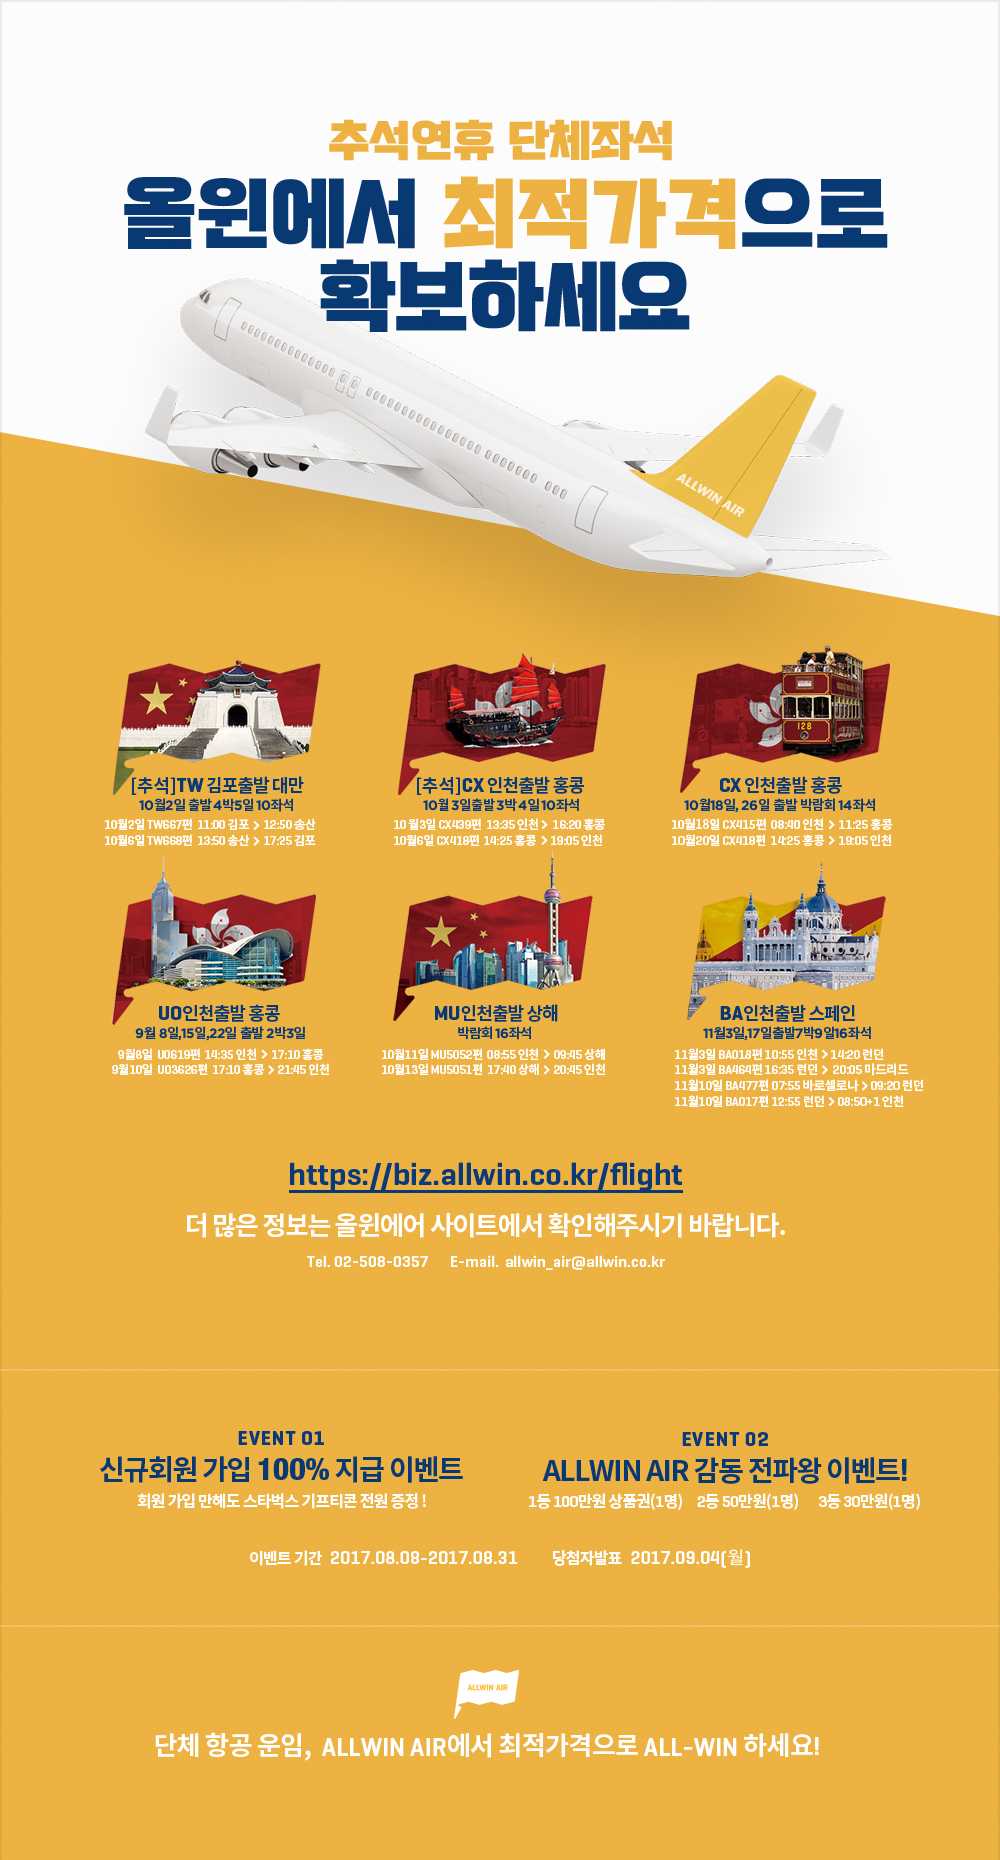 추석연휴 단체좌석
올윈에서 최적가격으로
확보하세요
ALLWIN AIR
128
[추석]TW 김포출발 대만
10월2일 출발 4박5일 10좌석
10월2일 TW667편 11:00 김포 > 12:50 송산
10월6일 TW668편 13:50 송산 > 17:25 김포
[추석]CX 인천출발 홍콩
10월 3일출발 3박 4일10좌석
10월3일 CX439편 13:35 인천 > 16:20 홍콩
10월6일 CX418편 14:25 홍콩 > 19:05 인천
CX 인천출발 홍콩
10월18일, 26일 출발 박람회 14좌석
10월18일 CX415편 08:40 인천 > 11:25 홍콩
10월20일 CX418편 14:25 홍콩 > 19:05 인천
UO인천출발 홍콩
9월 8일,15일,22일 출발 2박3일
9월8일 UO619편 14:35 인천 > 17:10 홍콩
9월10일 UO3626편 17:10 홍콩 > 21:45 인천
MU인천출발 상해
박람회 16좌석
10월11일 MU5052편 08:55 인천 > 09:45 상해
10월13일 MU5051편 17:40 상해 > 20:45 인천
BA인천출발 스페인
11월3일,17일출발7박9일16좌석
11월3일 BA018편 10:55 인천 > 14:20 런던
11월3일 BA464편 16:35 런던 > 20:05 마드리드
11월10일 BA477편 07:55 바로셀로나 > 09:20 런던
11월10일 BA017편 12:55 런던 > 08:50+1 인천
https://biz.allwin.co.kr/flight
더 많은 정보는 올윈에어 사이트에서 확인해주시기 바랍니다.
Tel. 02-508-0357 E-mail. allwin_air@allwin.co.kr
EVENT 01
신규회원 가입 100% 지급 이벤트
회원 가입 만해도 스타벅스 기프티콘 전원 증정 !
EVENT 02
ALLWIN AIR 감동 전파왕 이벤트!
1등 100만원 상품권(1명) 2등 50만원(1명) 3등 30만원(1명)
이벤트 기간 2017.08.08-2017.08.31 당첨자발표 2017.09.04(월)
ALLWIN AIR
단체 항공 운임, ALLWIN AIR에서 최적가격으로 ALL-WIN 하세요!